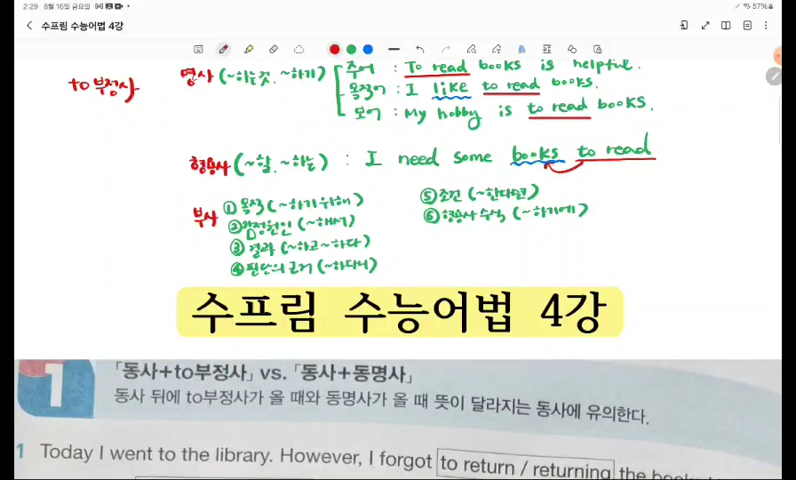 2:29 8월 16일 금요일
57%
수프림 수능어법 4강
to 부정사
명사 (~하는것, ~하기)
주어 : To read books is helpful.
목적어 : I like to read books.
보어 : My hobby is to read books.
형용사 (~할, ~하는) : I need some books to read
부사
① 목적 (~하기 위해)
② 감정원인 (~해서)
③ 결과 (~하고 ~하다)
④ 판단의 근거 (~하다니)
⑤ 조건 (~한다면)
⑥ 형용사 수식 (~하기에)
수프림 수능어법 4강
1 「동사+to부정사」 vs. 「동사+동명사」
동사 뒤에 to부정사가 올 때와 동명사가 올 때 뜻이 달라지는 동사에 유의한다.
1 Today I went to the library. However, I forgot to return / returning the